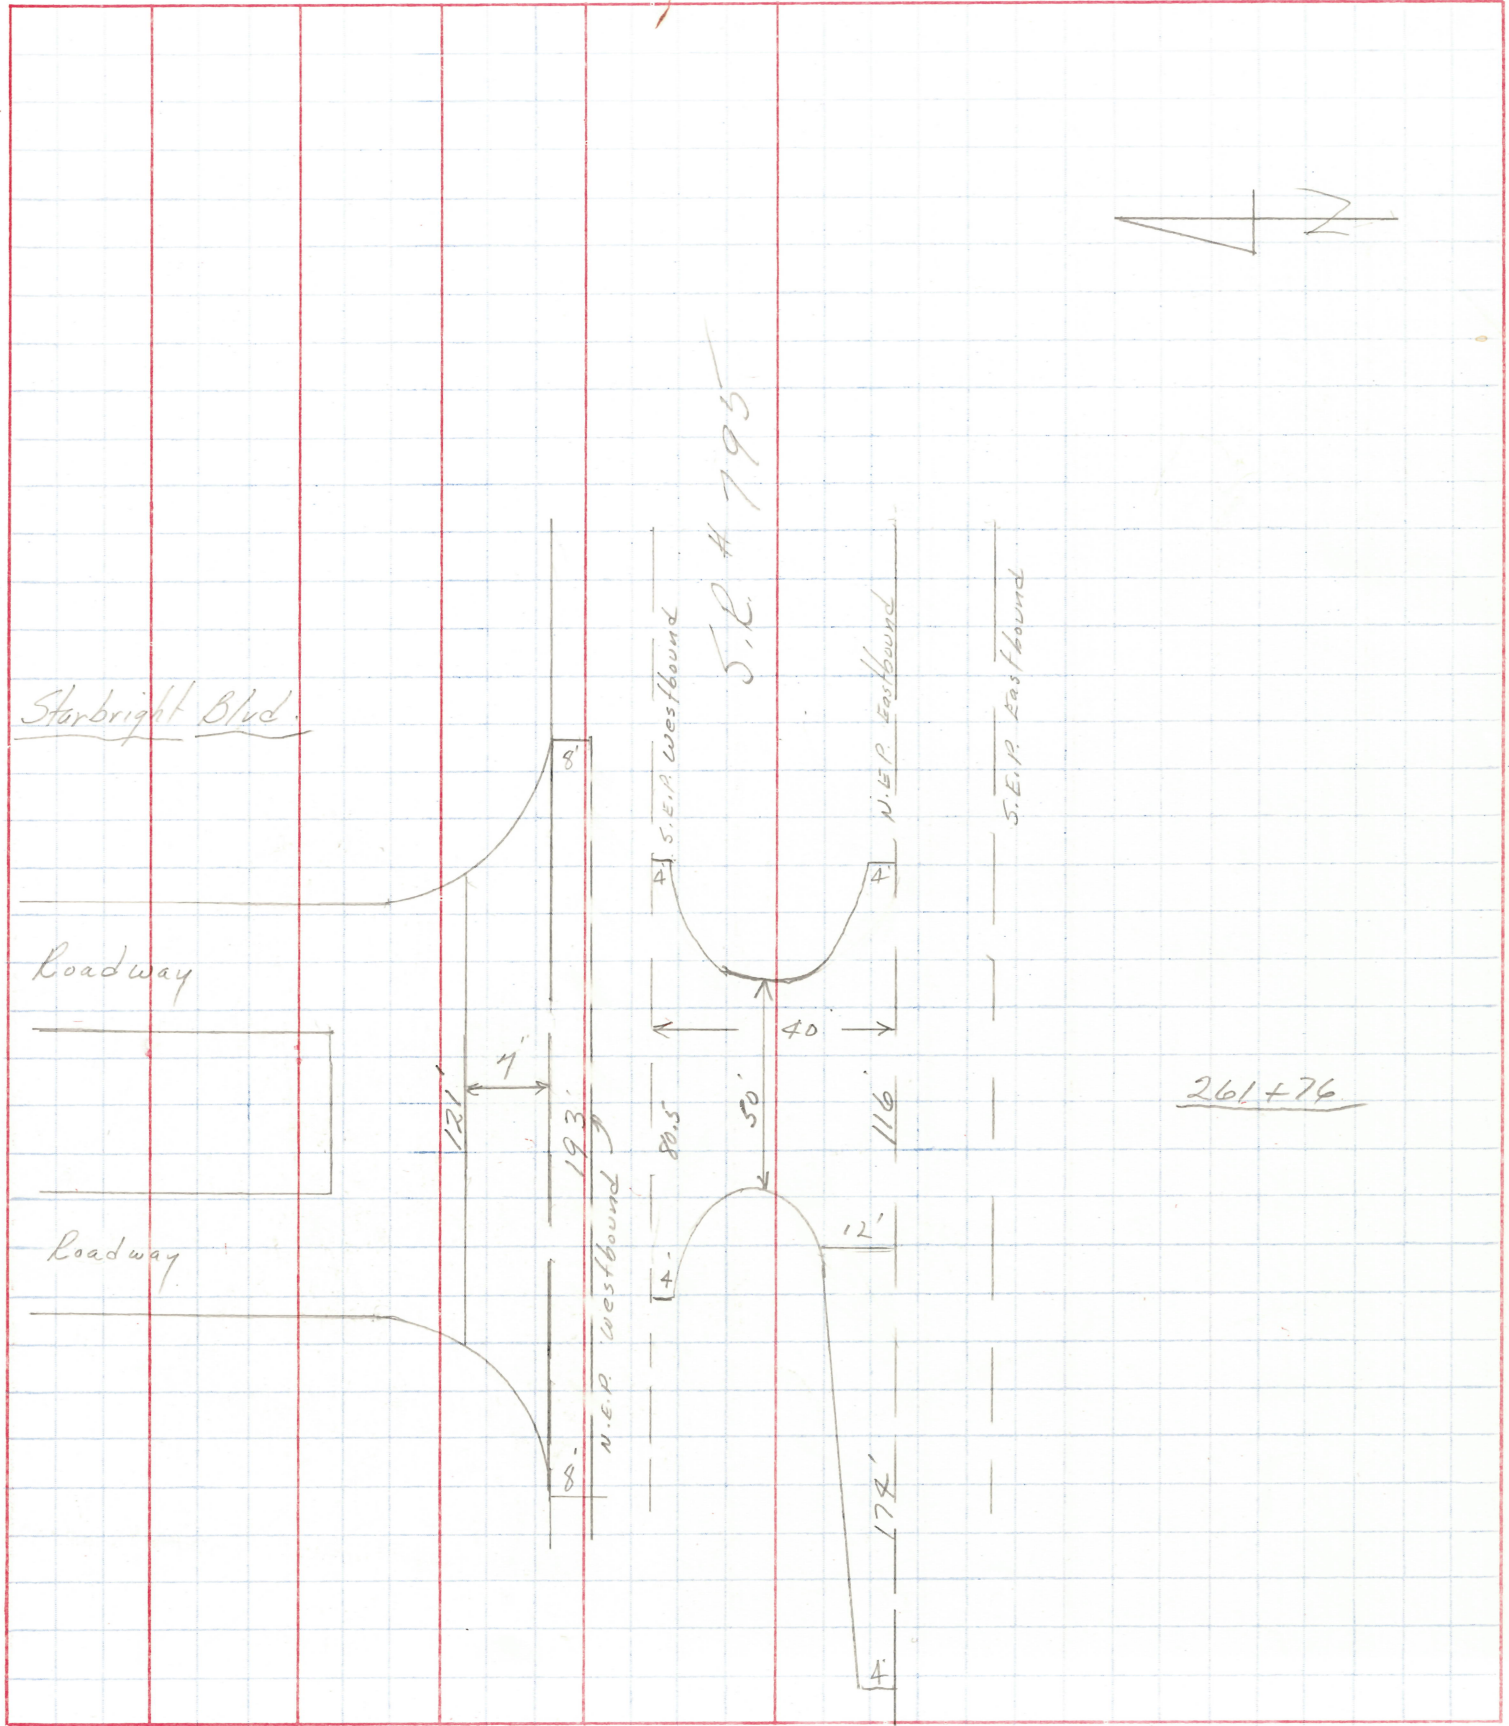 N
S.R. # 795
S.E.P. Westbound
N.E.P. Eastbound
S.E.P. Eastbound
Starbright Blvd.
8'
4'
4'
Roadway
40
7'
121'
193'
80.5
50'
116'
261+76
N.E.P. Westbound
12'
Roadway
4'
8'
174'
4'